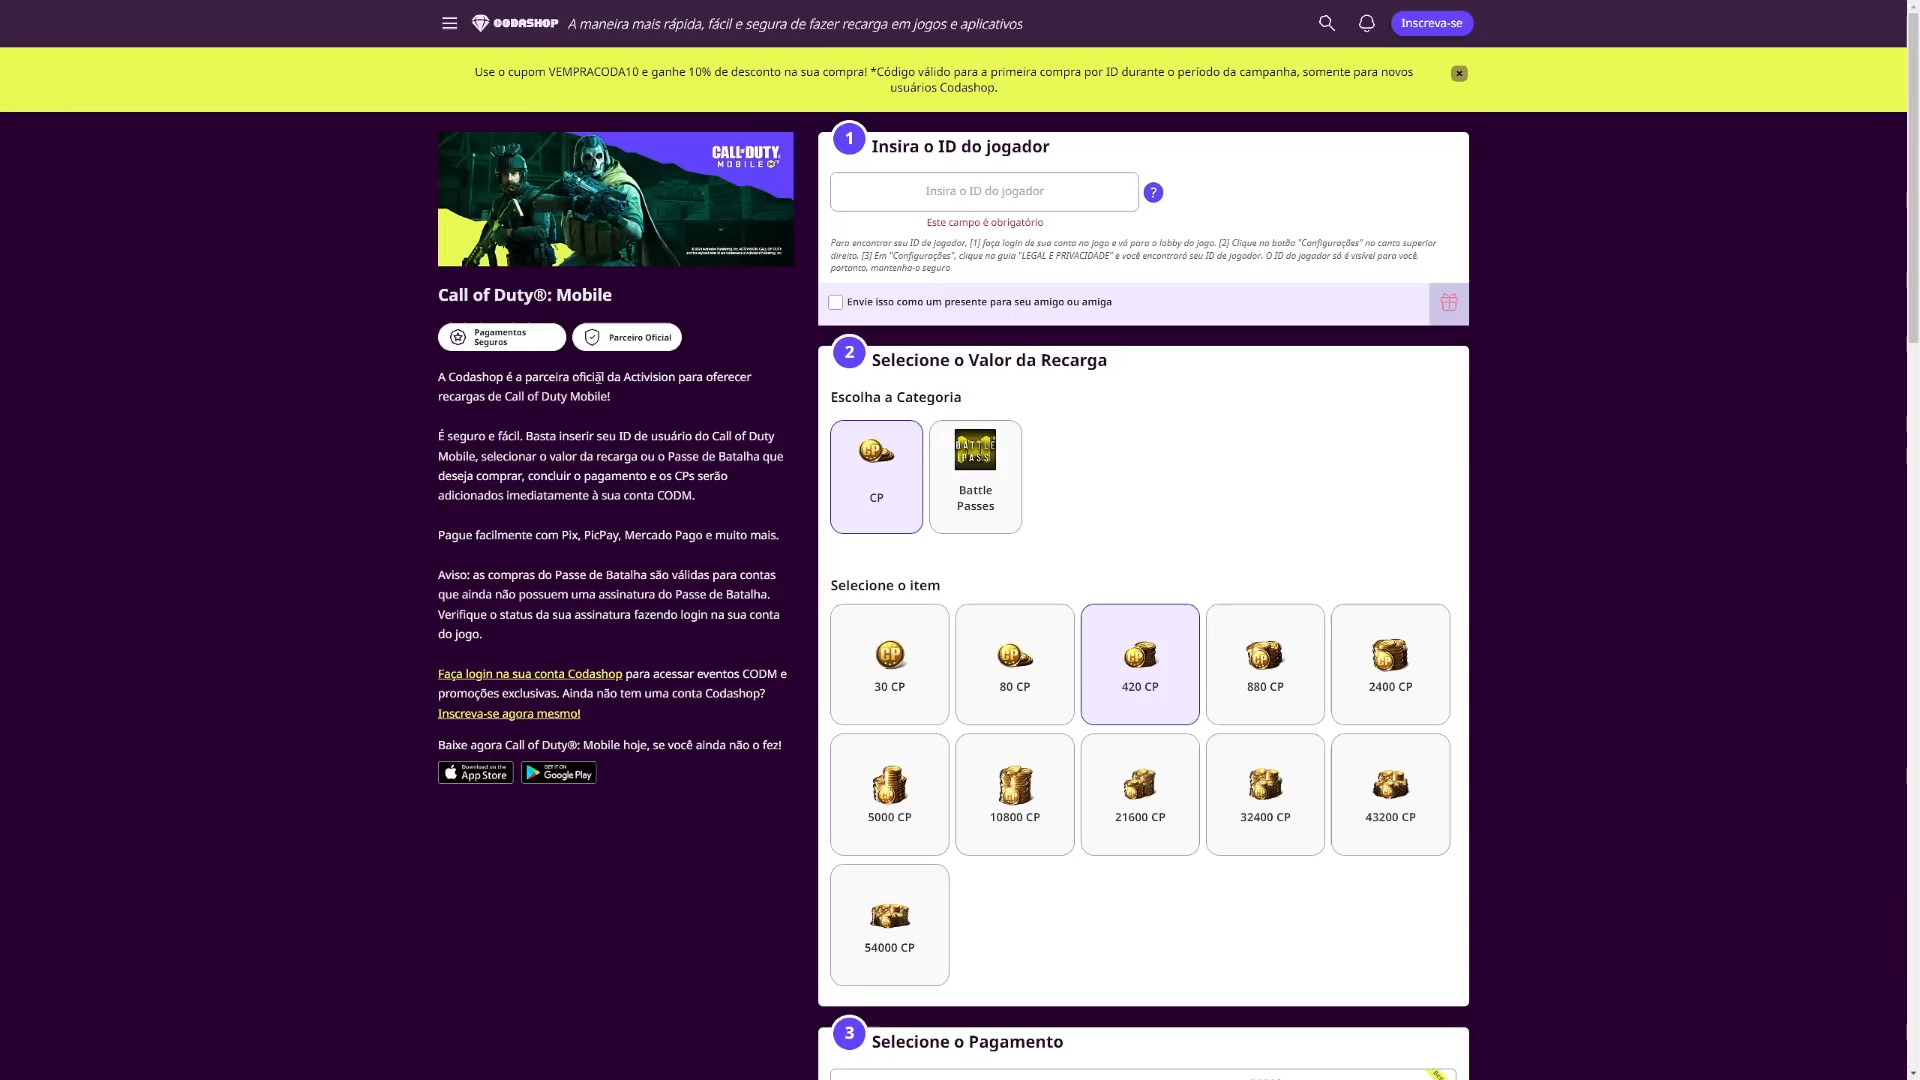 CODASHOP
A maneira mais rápida, fácil e segura de fazer recarga em jogos e aplicativos
Inscreva-se
Use o cupom VEMPRACODA10 e ganhe 10% de desconto na sua compra! *Código válido para a primeira compra por ID durante o período da campanha, somente para novos
usuários Codashop.
CALL OF DUTY
MOBILE
Call of Duty®: Mobile
Pagamentos
Seguros
Parceiro Oficial
A Codashop é a parceira oficial da Activision para oferecer
recargas de Call of Duty Mobile!
É seguro e fácil. Basta inserir seu ID de usuário do Call of Duty
Mobile, selecionar o valor da recarga ou o Passe de Batalha que
deseja comprar, concluir o pagamento e os CPs serão
adicionados imediatamente à sua conta CODM.
Pague facilmente com Pix, PicPay, Mercado Pago e muito mais.
Aviso: as compras do Passe de Batalha são válidas para contas
que ainda não possuem uma assinatura do Passe de Batalha.
Verifique o status da sua assinatura fazendo login na sua conta
do jogo.
Faça login na sua conta Codashop para acessar eventos CODM e
promoções exclusivas. Ainda não tem uma conta Codashop?
Inscreva-se agora mesmo!
Baixe agora Call of Duty®: Mobile hoje, se você ainda não o fez!
Download on the
App Store
GET IT ON
Google Play
1
Insira o ID do jogador
Insira o ID do jogador
?
Este campo é obrigatório
Para encontrar seu ID de jogador, [1] faça login de sua conta no jogo e vá para o lobby do jogo. [2] Clique no botão "Configurações" no canto superior
direito. [3] Em "Configurações", clique na guia "LEGAL E PRIVACIDADE" e você encontrará seu ID de jogador. O ID do jogador só é visível para você,
portanto, mantenha-o seguro
Envie isso como um presente para seu amigo ou amiga
2
Selecione o Valor da Recarga
Escolha a Categoria
CP
CP
BATTLE
PASS
Battle
Passes
Selecione o item
30 CP
80 CP
420 CP
880 CP
2400 CP
5000 CP
10800 CP
21600 CP
32400 CP
43200 CP
54000 CP
3
Selecione o Pagamento